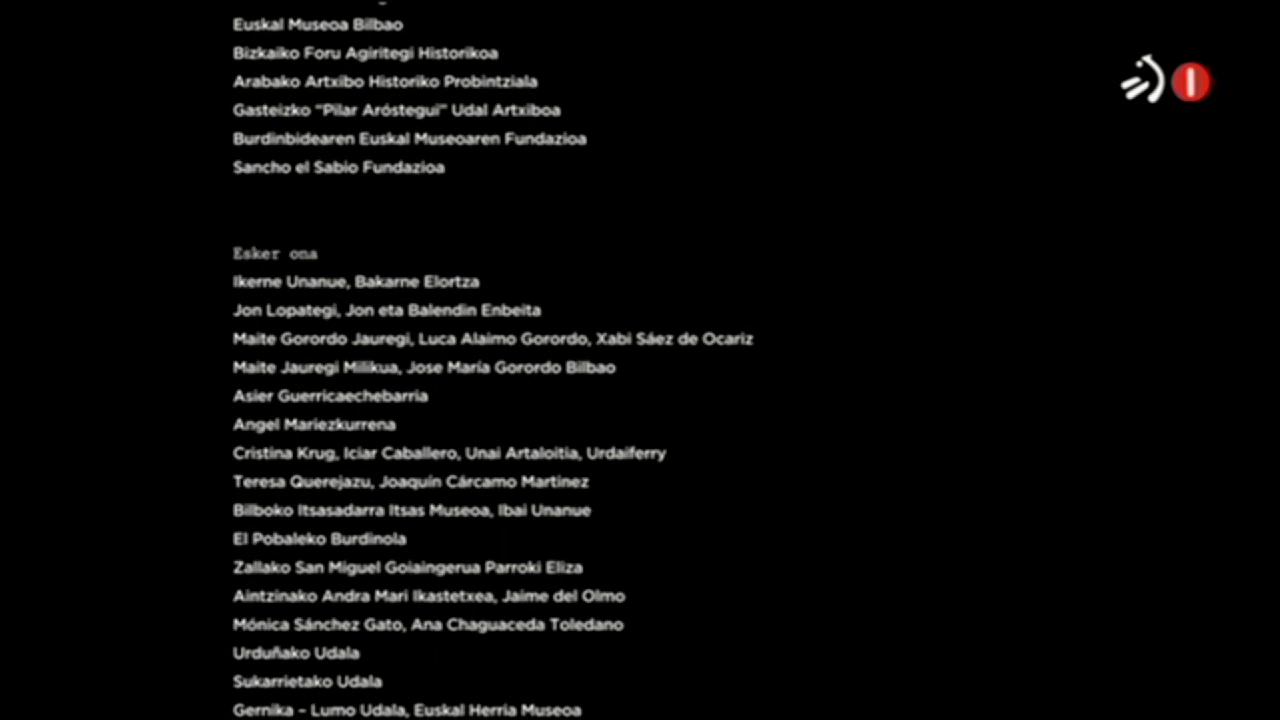 Euskal Museoa Bilbao
Bizkaiko Foru Agiritegi Historikoa
Arabako Artxibo Historiko Probintziala
Gasteizko "Pilar Aróstegui" Udal Artxiboa
Burdinbidearen Euskal Museoaren Fundazioa
Sancho el Sabio Fundazioa
Esker ona
Ikerne Unanue, Bakarne Elortza
Jon Lopategi, Jon eta Balendin Enbeita
Maite Gorordo Jauregi, Luca Alaimo Gorordo, Xabi Sáez de Ocariz
Maite Jauregi Milikua, Jose María Gorordo Bilbao
Asier Guerricaechebarria
Angel Mariezkurrena
Cristina Krug, Iciar Caballero, Unai Artaloitia, Urdaiferry
Teresa Querejazu, Joaquín Cárcamo Martínez
Bilboko Itsasadarra Itsas Museoa, Ibai Unanue
El Pobaleko Burdinola
Zallako San Miguel Goiaingerua Parroki Eliza
Aintzinako Andra Mari Ikastetxea, Jaime del Olmo
Mónica Sánchez Gato, Ana Chaguaceda Toledano
Urduñako Udala
Sukarrietako Udala
Gernika - Lumo Udala, Euskal Herria Museoa